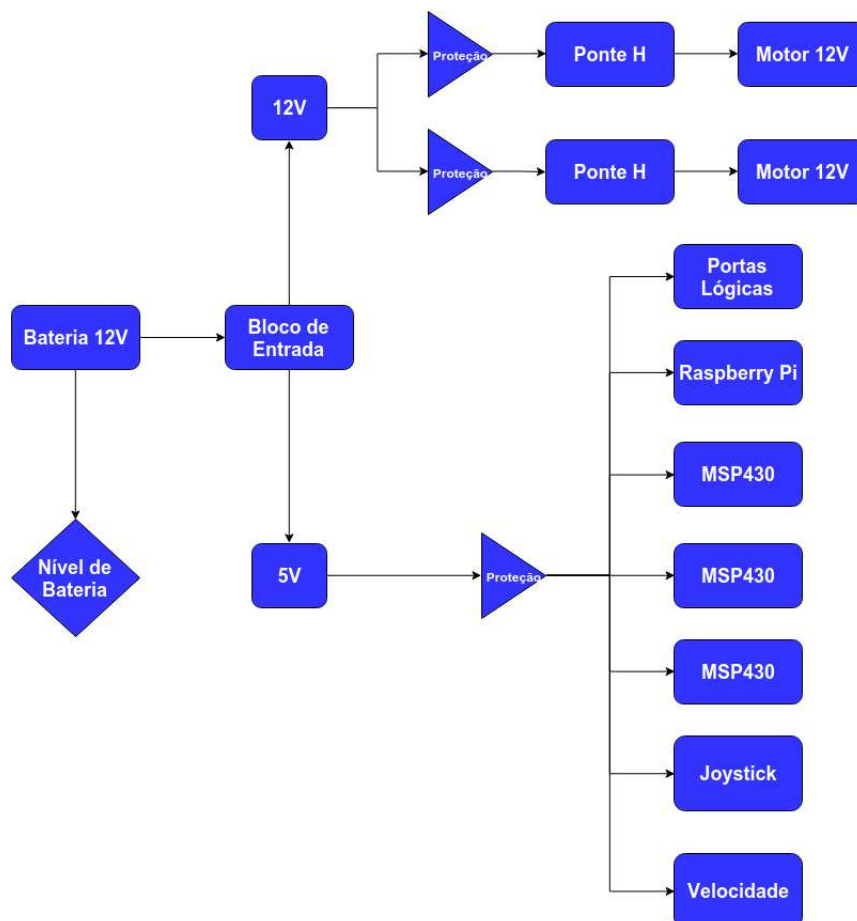 Proteção
Ponte H
Motor 12V
12V
Proteção
Ponte H
Motor 12V
Portas
Lógicas
Bateria 12V
Bloco de
Entrada
Raspberry Pi
MSP430
Nível de
Bateria
5V
Proteção
MSP430
MSP430
Joystick
Velocidade